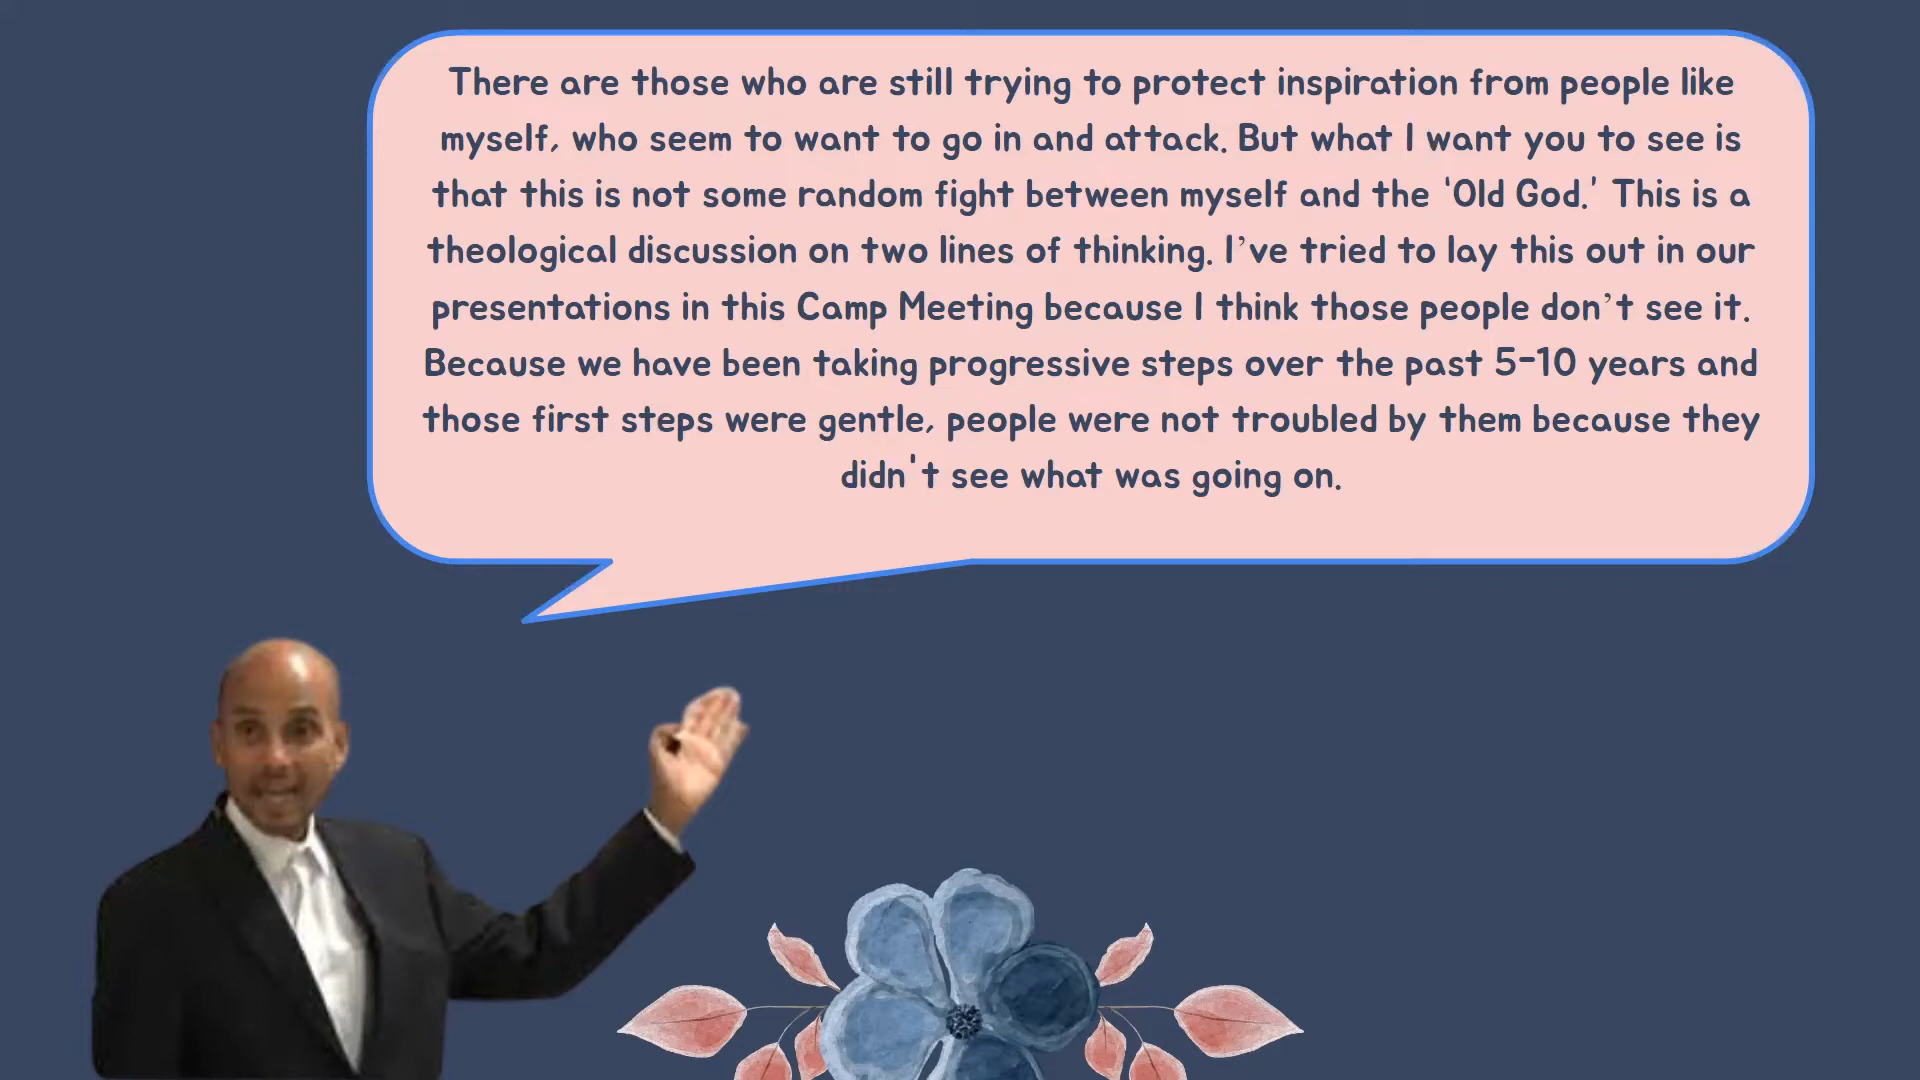 There are those who are still trying to protect inspiration from people like
myself, who seem to want to go in and attack. But what I want you to see is
that this is not some random fight between myself and the ‘Old God.’ This is a
theological discussion on two lines of thinking. I’ve tried to lay this out in our
presentations in this Camp Meeting because I think those people don’t see it.
Because we have been taking progressive steps over the past 5-10 years and
those first steps were gentle, people were not troubled by them because they
didn't see what was going on.